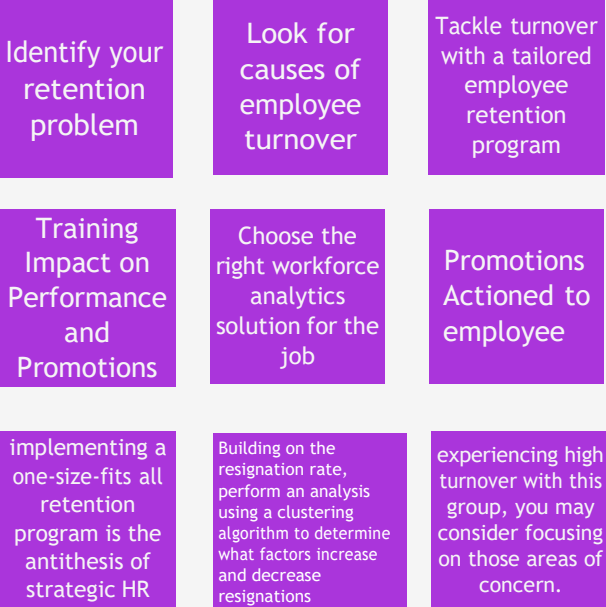 Identify your
retention
problem
Look for
causes of
employee
turnover
Tackle turnover
with a tailored
employee
retention
program
Training
Impact on
Performance
and
Promotions
Choose the
right workforce
analytics
solution for the
job
Promotions
Actioned to
employee
implementing a
one-size-fits all
retention
program is the
antithesis of
strategic HR
Building on the
resignation rate,
perform an analysis
using a clustering
algorithm to determine
what factors increase
and decrease
resignations
experiencing high
turnover with this
group, you may
consider focusing
on those areas of
concern.